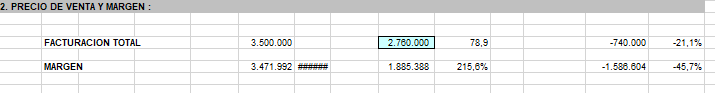 2. PRECIO DE VENTA Y MARGEN :
FACTURACION TOTAL 3.500.000 2.760.000 78,9 -740.000 -21,1%
MARGEN 3.471.992 ###### 1.885.388 215,6% -1.586.604 -45,7%